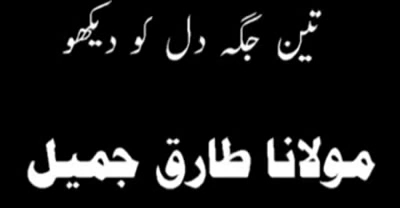 تین جگہ دل کو دیکھو
مولانا طارق جمیل